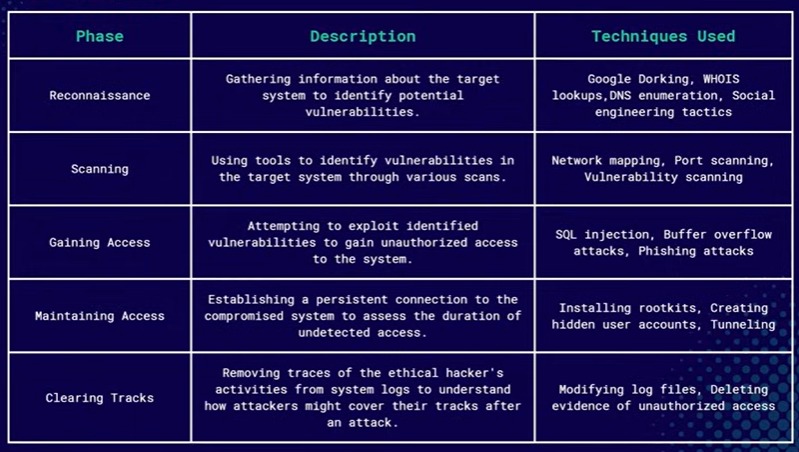 Phase
Description
Techniques Used
Reconnaissance
Gathering information about the target
system to identify potential
vulnerabilities.
Google Dorking, WHOIS
lookups,DNS enumeration, Social
engineering tactics
Scanning
Using tools to identify vulnerabilities in
the target system through various scans.
Network mapping, Port scanning,
Vulnerability scanning
Gaining Access
Attempting to exploit identified
vulnerabilities to gain unauthorized access
to the system.
SQL injection, Buffer overflow
attacks, Phishing attacks
Maintaining Access
Establishing a persistent connection to the
compromised system to assess the duration of
undetected access.
Installing rootkits, Creating
hidden user accounts, Tunneling
Clearing Tracks
Removing traces of the ethical hacker's
activities from system logs to understand
how attackers might cover their tracks after
an attack.
Modifying log files, Deleting
evidence of unauthorized access